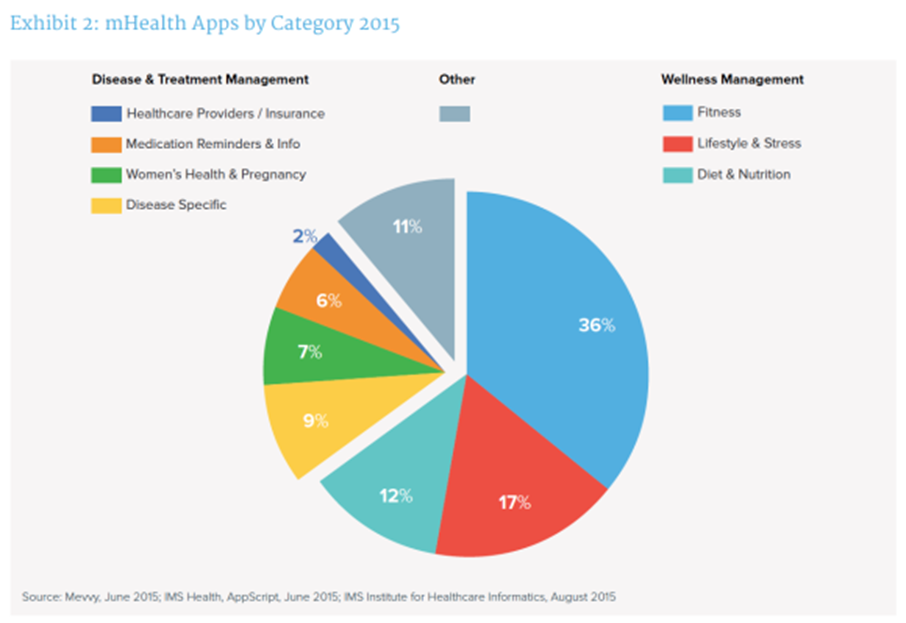 Exhibit 2: mHealth Apps by Category 2015
Disease & Treatment Management
Healthcare Providers / Insurance
Medication Reminders & Info
Women's Health & Pregnancy
Disease Specific
Other
Wellness Management
Fitness
Lifestyle & Stress
Diet & Nutrition
11%
2%
6%
7%
9%
36%
12%
17%
Source: Mevvy, June 2015; IMS Health, AppScript, June 2015; IMS Institute for Healthcare Informatics, August 2015